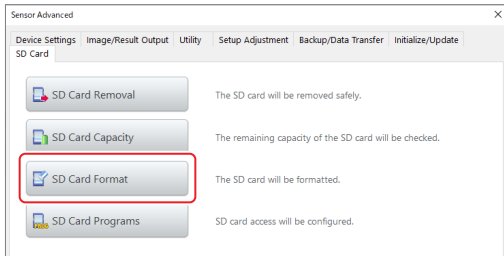 Sensor Advanced
Device Settings Image/Result Output Utility Setup Adjustment Backup/Data Transfer Initialize/Update
SD Card
SD Card Removal The SD card will be removed safely.
SD Card Capacity The remaining capacity of the SD card will be checked.
SD Card Format The SD card will be formatted.
SD Card Programs SD card access will be configured.